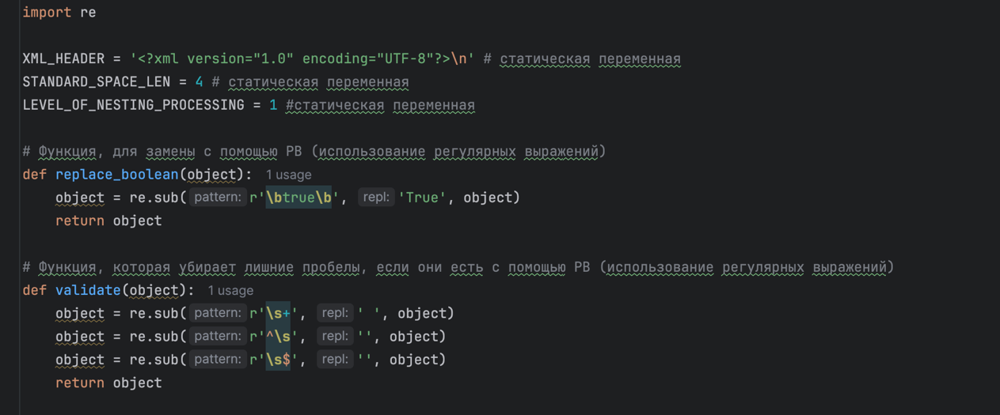 import re
XML_HEADER = '<?xml version="1.0" encoding="UTF-8"?>\n' # статическая переменная
STANDARD_SPACE_LEN = 4 # статическая переменная
LEVEL_OF_NESTING_PROCESSING = 1 #статическая переменная
# Функция, для замены с помощью РВ (использование регулярных выражений)
def replace_boolean(object): 1 usage
    object = re.sub( pattern: r'\btrue\b', repl: 'True', object)
    return object
# Функция, которая убирает лишние пробелы, если они есть с помощью РВ (использование регулярных выражений)
def validate(object): 1 usage
    object = re.sub( pattern: r'\s+', repl: ' ', object)
    object = re.sub( pattern: r'^\s', repl: '', object)
    object = re.sub( pattern: r'\s$', repl: '', object)
    return object